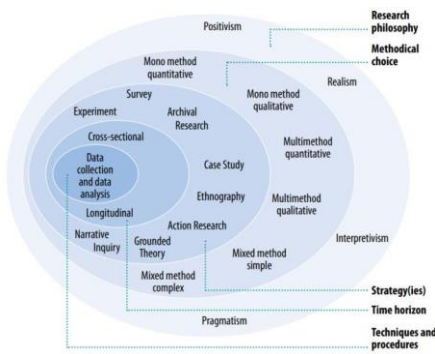 Positivism
Research
philosophy
Methodical
choice
Mono method
quantitative
Realism
Survey
Mono method
qualitative
Experiment
Archival
Research
Cross-sectional
Multimethod
quantitative
Data
collection
and data
analysis
Case Study
Ethnography
Multimethod
qualitative
Longitudinal
Action Research
Narrative
Inquiry
Grounded
Theory
Interpretivism
Mixed method
simple
Mixed method
complex
Strategy(ies)
Time horizon
Pragmatism
Techniques and
procedures